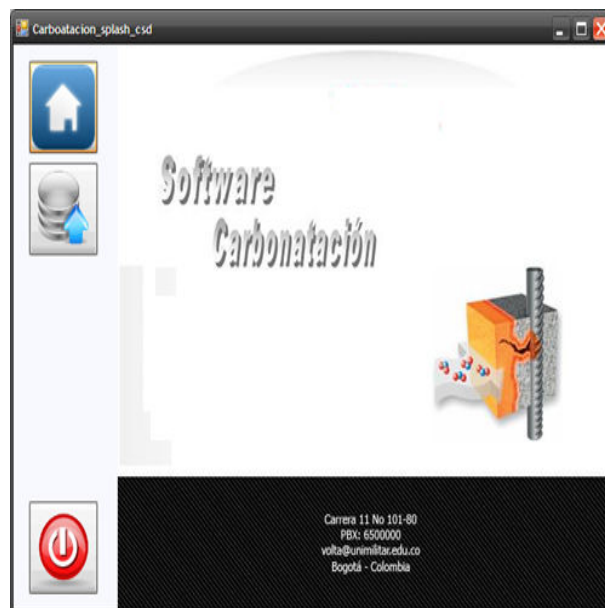 Carboatacion_splash_csd
Software
Carbonatación
Carrera 11 No 101-80
PBX: 6500000
volta@unimilitar.edu.co
Bogotá - Colombia